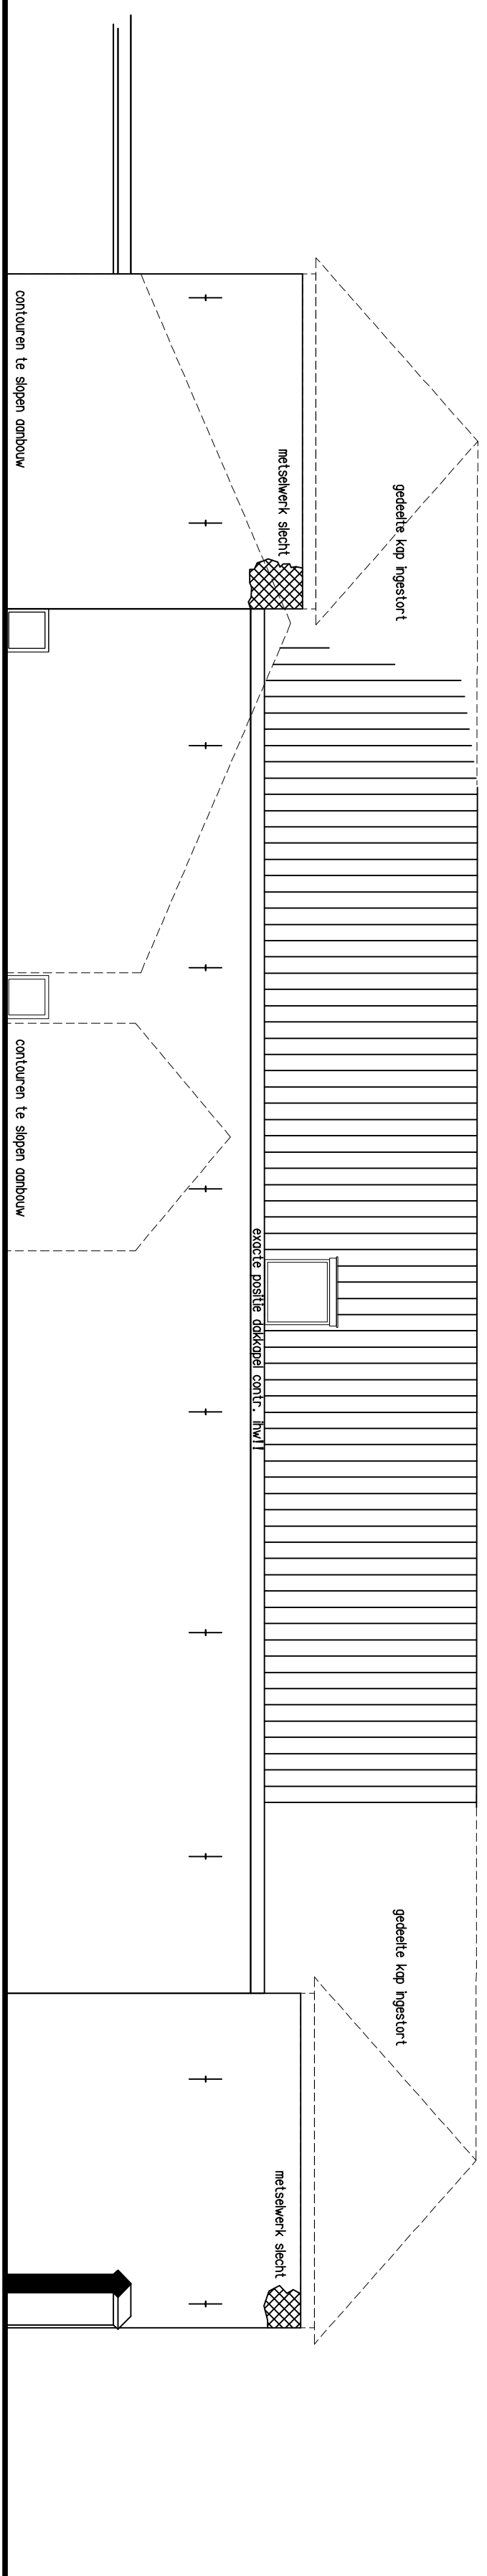 gedeelte kap ingestort
metselwerk slecht
contouren te slopen aanbouw
contouren te slopen aanbouw
exacte positie dakkapel contr. ihw!!
gedeelte kap ingestort
metselwerk slecht